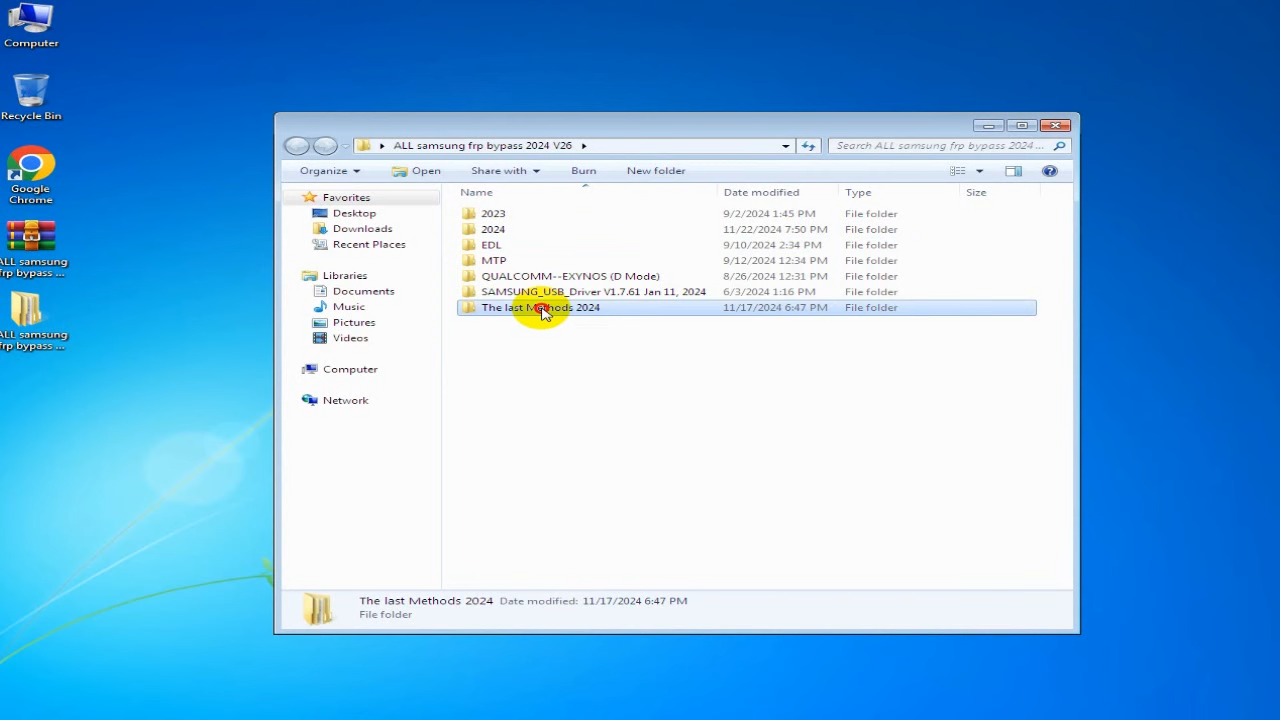 Computer
Recycle Bin
Google
Chrome
ALL samsung
frp bypass ...
ALL samsung
frp bypass ...
ALL samsung frp bypass 2024 V26
Search ALL samsung frp bypass 2024 ...
Organize
Open
Share with
Burn
New folder
Favorites
Desktop
Downloads
Recent Places
Libraries
Documents
Music
Pictures
Videos
Computer
Network
Name Date modified Type Size
2023 9/2/2024 1:45 PM File folder
2024 11/22/2024 7:50 PM File folder
EDL 9/10/2024 2:34 PM File folder
MTP 9/12/2024 12:34 PM File folder
QUALCOMM--EXYNOS (D Mode) 8/26/2024 12:31 PM File folder
SAMSUNG_USB_Driver V1.7.61 Jan 11, 2024 6/3/2024 1:16 PM File folder
The last Methods 2024 11/17/2024 6:47 PM File folder
The last Methods 2024 Date modified: 11/17/2024 6:47 PM
File folder